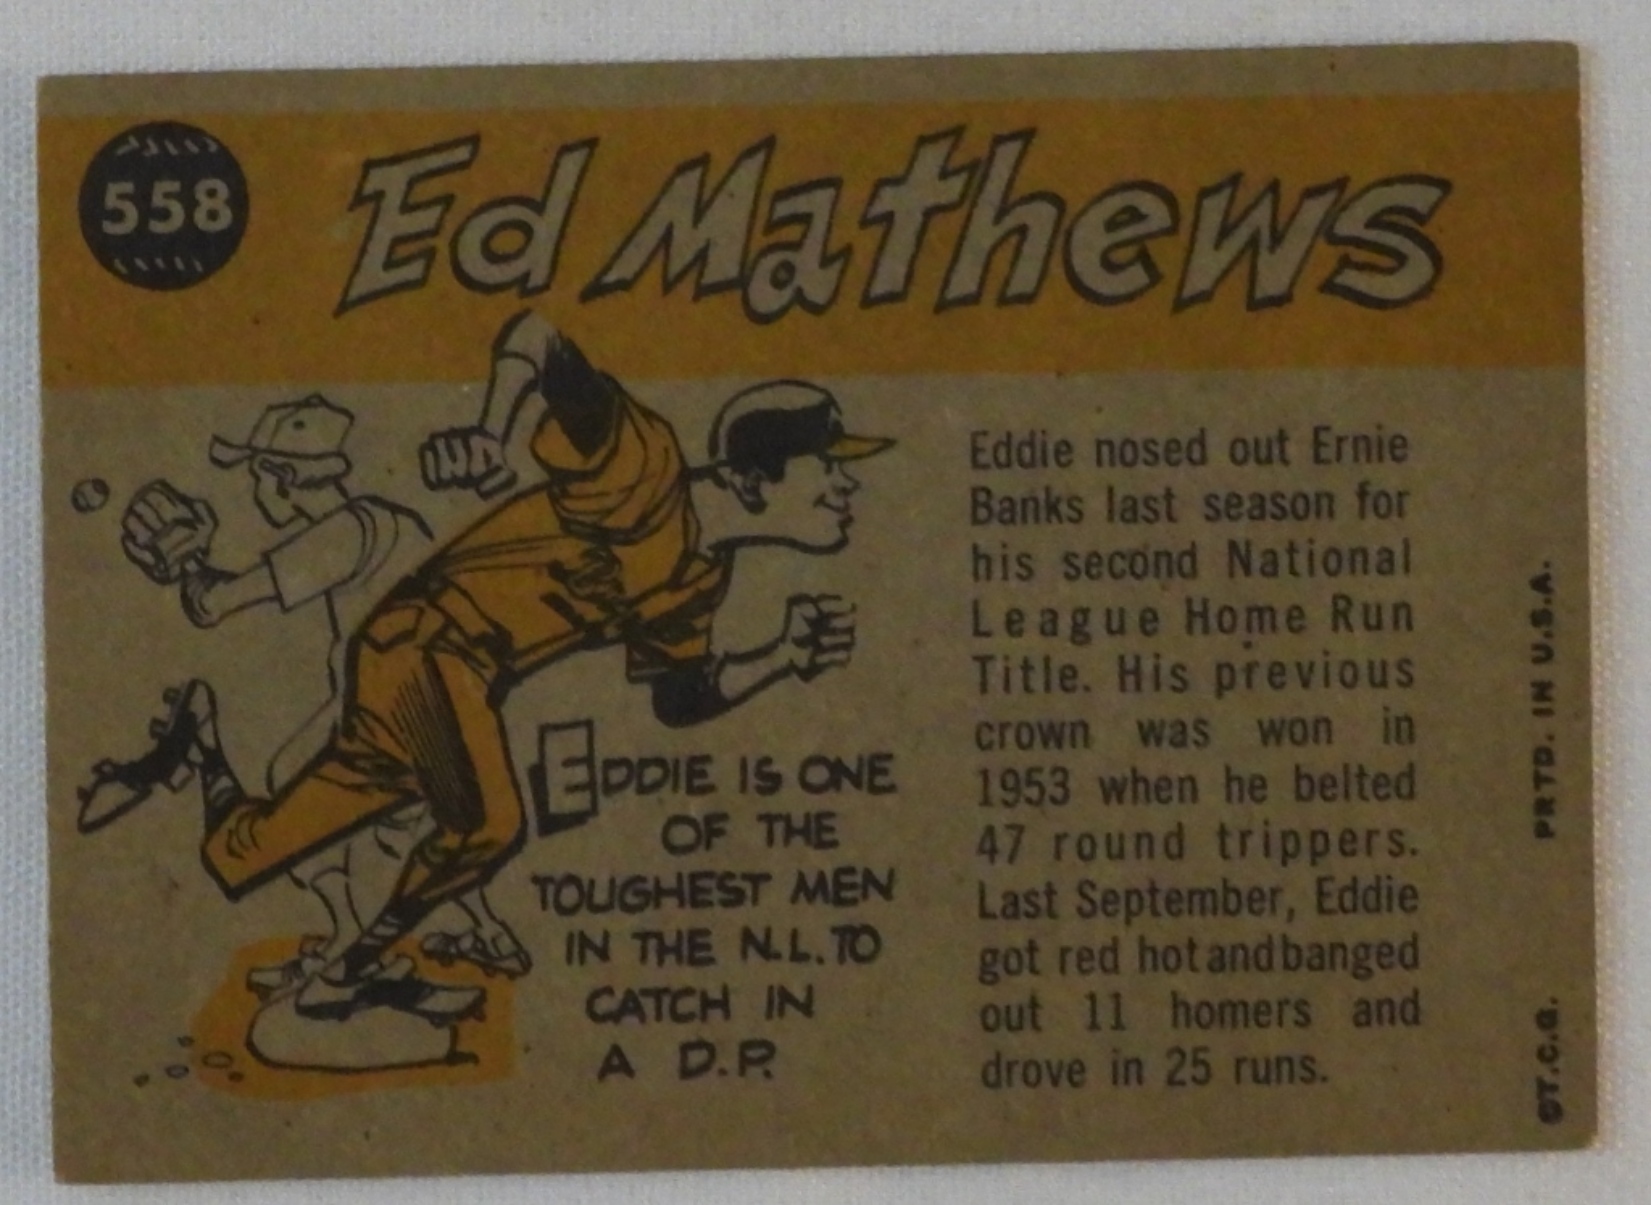 558
Ed Mathews
EDDIE IS ONE
OF THE
TOUGHEST MEN
IN THE N.L. TO
CATCH IN
A D.P.
Eddie nosed out Ernie
Banks last season for
his second National
League Home Run
Title. His previous
crown was won in
1953 when he belted
47 round trippers.
Last September, Eddie
got red hot and banged
out 11 homers and
drove in 25 runs.
©T.C.G. PRTD. IN U.S.A.